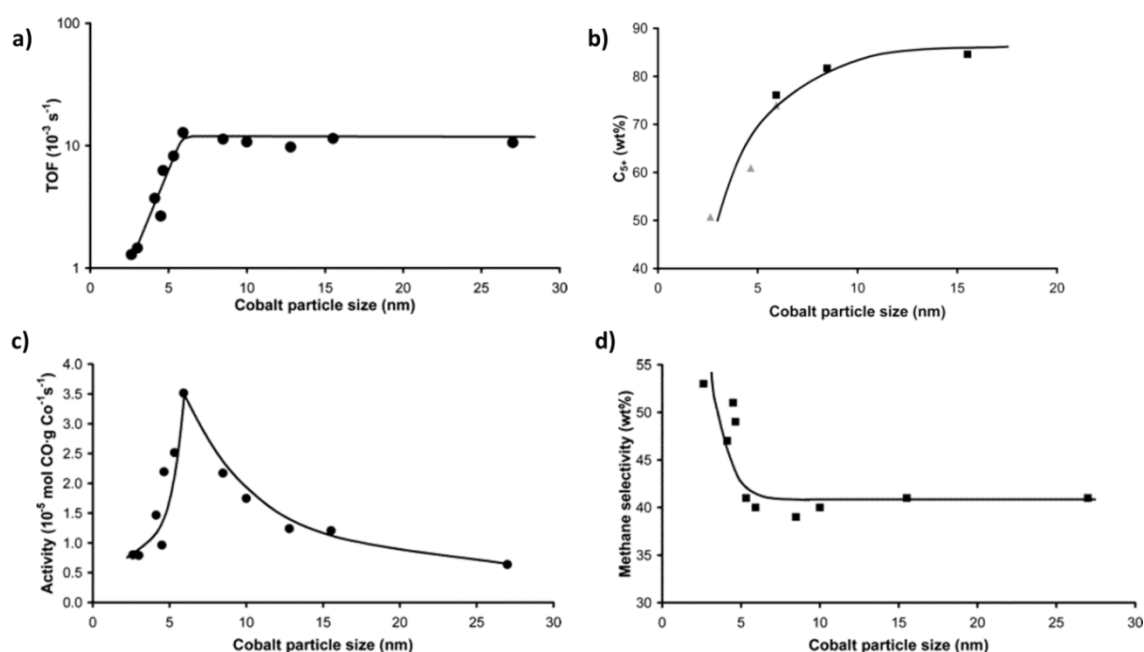 a)
TOF (10⁻³ s⁻¹)
100
10
1
0 5 10 15 20 25 30
Cobalt particle size (nm)
b)
C₅₊ (wt%)
90
80
70
60
50
40
0 5 10 15 20
Cobalt particle size (nm)
c)
Activity (10⁻⁵ mol CO·g Co⁻¹s⁻¹)
4.0
3.5
3.0
2.5
2.0
1.5
1.0
0.5
0.0
0 5 10 15 20 25 30
Cobalt particle size (nm)
d)
Methane selectivity (wt%)
55
50
45
40
35
30
0 5 10 15 20 25 30
Cobalt particle size (nm)